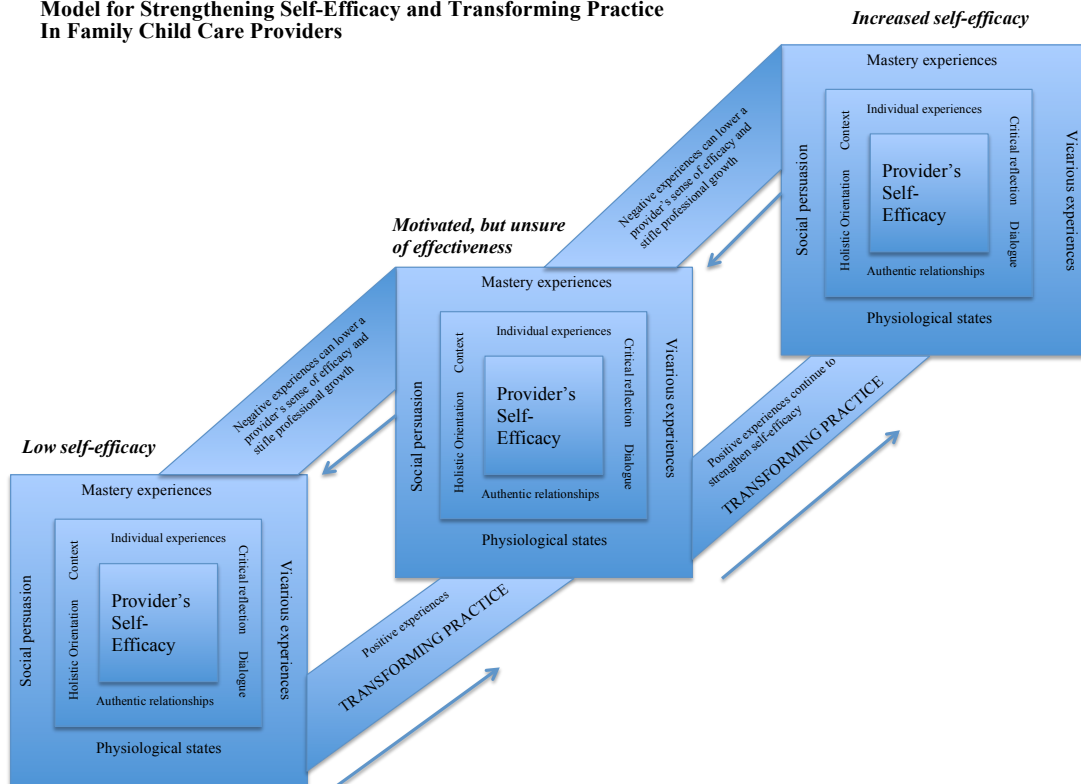 Model for Strengthening Self-Efficacy and Transforming Practice
In Family Child Care Providers
Increased self-efficacy
Mastery experiences
Individual experiences
Social persuasion
Holistic Orientation
Context
Provider's
Self-
Efficacy
Critical reflection
Dialogue
Vicarious experiences
Authentic relationships
Physiological states
Negative experiences can lower a
provider's sense of efficacy and
stifle professional growth
Motivated, but unsure
of effectiveness
Mastery experiences
Individual experiences
Social persuasion
Holistic Orientation
Context
Provider's
Self-
Efficacy
Critical reflection
Dialogue
Vicarious experiences
Authentic relationships
Physiological states
Positive experiences continue to
strengthen self-efficacy
TRANSFORMING PRACTICE
Negative experiences can lower a
provider's sense of efficacy and
stifle professional growth
Low self-efficacy
Mastery experiences
Individual experiences
Social persuasion
Holistic Orientation
Context
Provider's
Self-
Efficacy
Critical reflection
Dialogue
Vicarious experiences
Authentic relationships
Physiological states
Positive experiences
TRANSFORMING PRACTICE